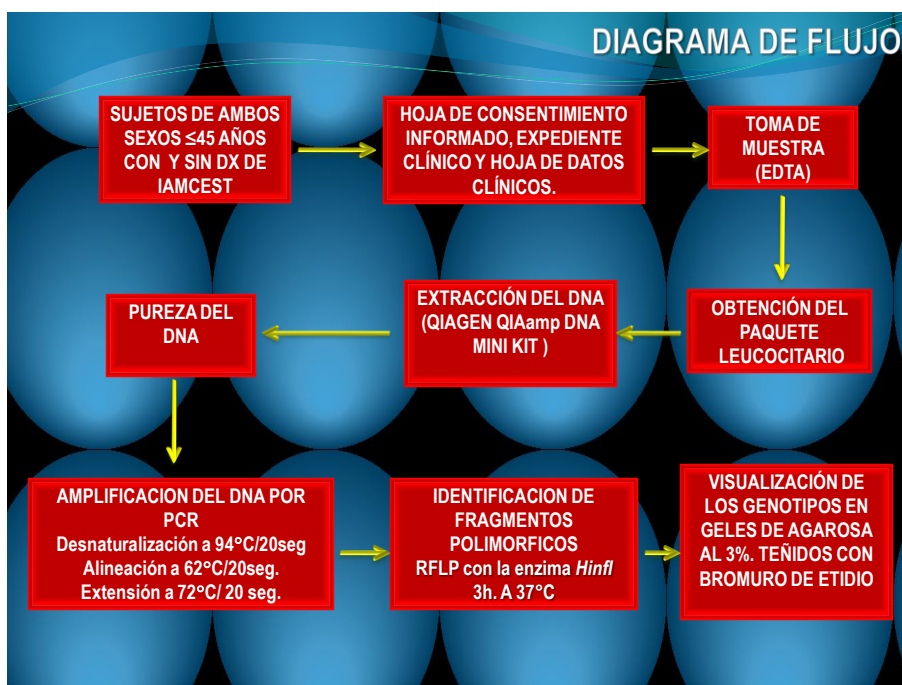 DIAGRAMA DE FLUJO
SUJETOS DE AMBOS
SEXOS ≤45 AÑOS
CON Y SIN DX DE
IAMCEST
HOJA DE CONSENTIMIENTO
INFORMADO, EXPEDIENTE
CLÍNICO Y HOJA DE DATOS
CLÍNICOS.
TOMA DE
MUESTRA
(EDTA)
OBTENCIÓN DEL
PAQUETE
LEUCOCITARIO
EXTRACCIÓN DEL DNA
(QIAGEN QIAamp DNA
MINI KIT )
PUREZA DEL
DNA
AMPLIFICACION DEL DNA POR
PCR
Desnaturalización a 94°C/20seg
Alineación a 62°C/20seg.
Extensión a 72°C/ 20 seg.
IDENTIFICACION DE
FRAGMENTOS
POLIMORFICOS
RFLP con la enzima HinfI
3h. A 37°C
VISUALIZACIÓN DE
LOS GENOTIPOS EN
GELES DE AGAROSA
AL 3%. TEÑIDOS CON
BROMURO DE ETIDIO